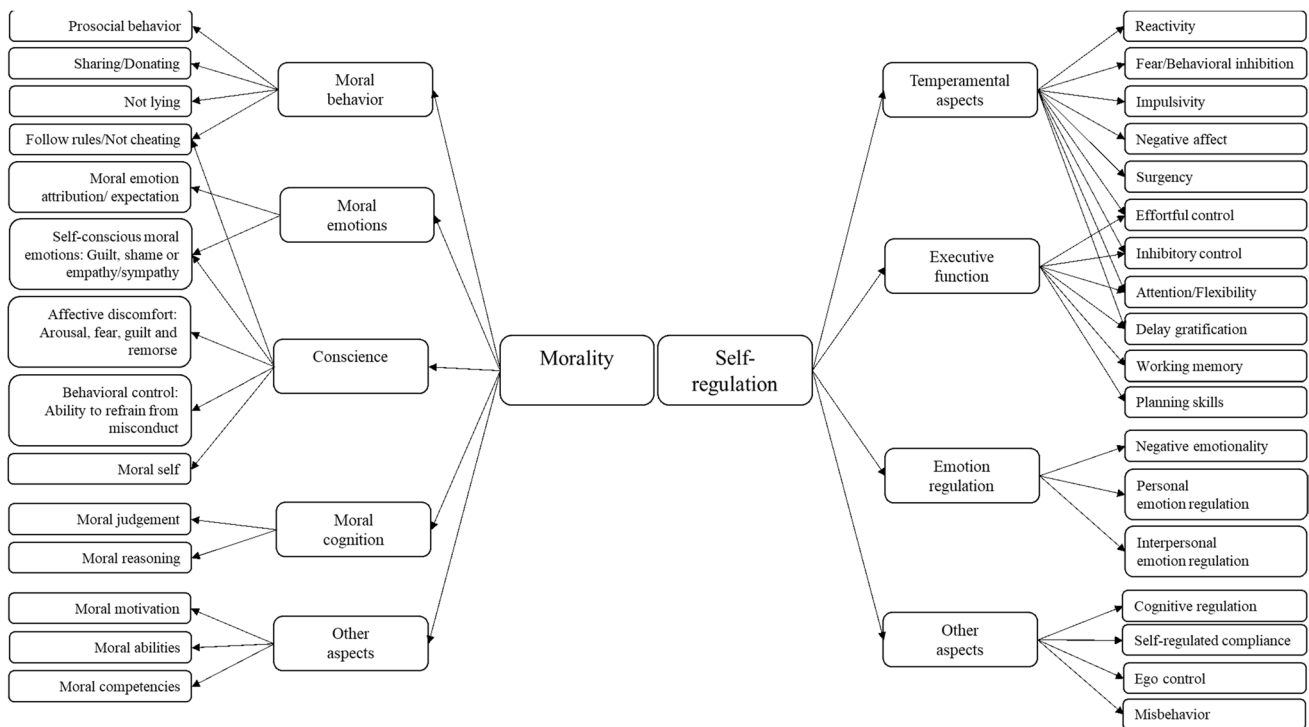 Prosocial behavior
Sharing/Donating
Not lying
Follow rules/Not cheating
Moral emotion
attribution/ expectation
Self-conscious moral
emotions: Guilt, shame or
empathy/sympathy
Affective discomfort:
Arousal, fear, guilt and
remorse
Behavioral control:
Ability to refrain from
misconduct
Moral self
Moral judgement
Moral reasoning
Moral motivation
Moral abilities
Moral competencies
Moral
behavior
Moral
emotions
Conscience
Moral
cognition
Other
aspects
Morality
Self-
regulation
Temperamental
aspects
Executive
function
Emotion
regulation
Other
aspects
Reactivity
Fear/Behavioral inhibition
Impulsivity
Negative affect
Surgency
Effortful control
Inhibitory control
Attention/Flexibility
Delay gratification
Working memory
Planning skills
Negative emotionality
Personal
emotion regulation
Interpersonal
emotion regulation
Cognitive regulation
Self-regulated compliance
Ego control
Misbehavior